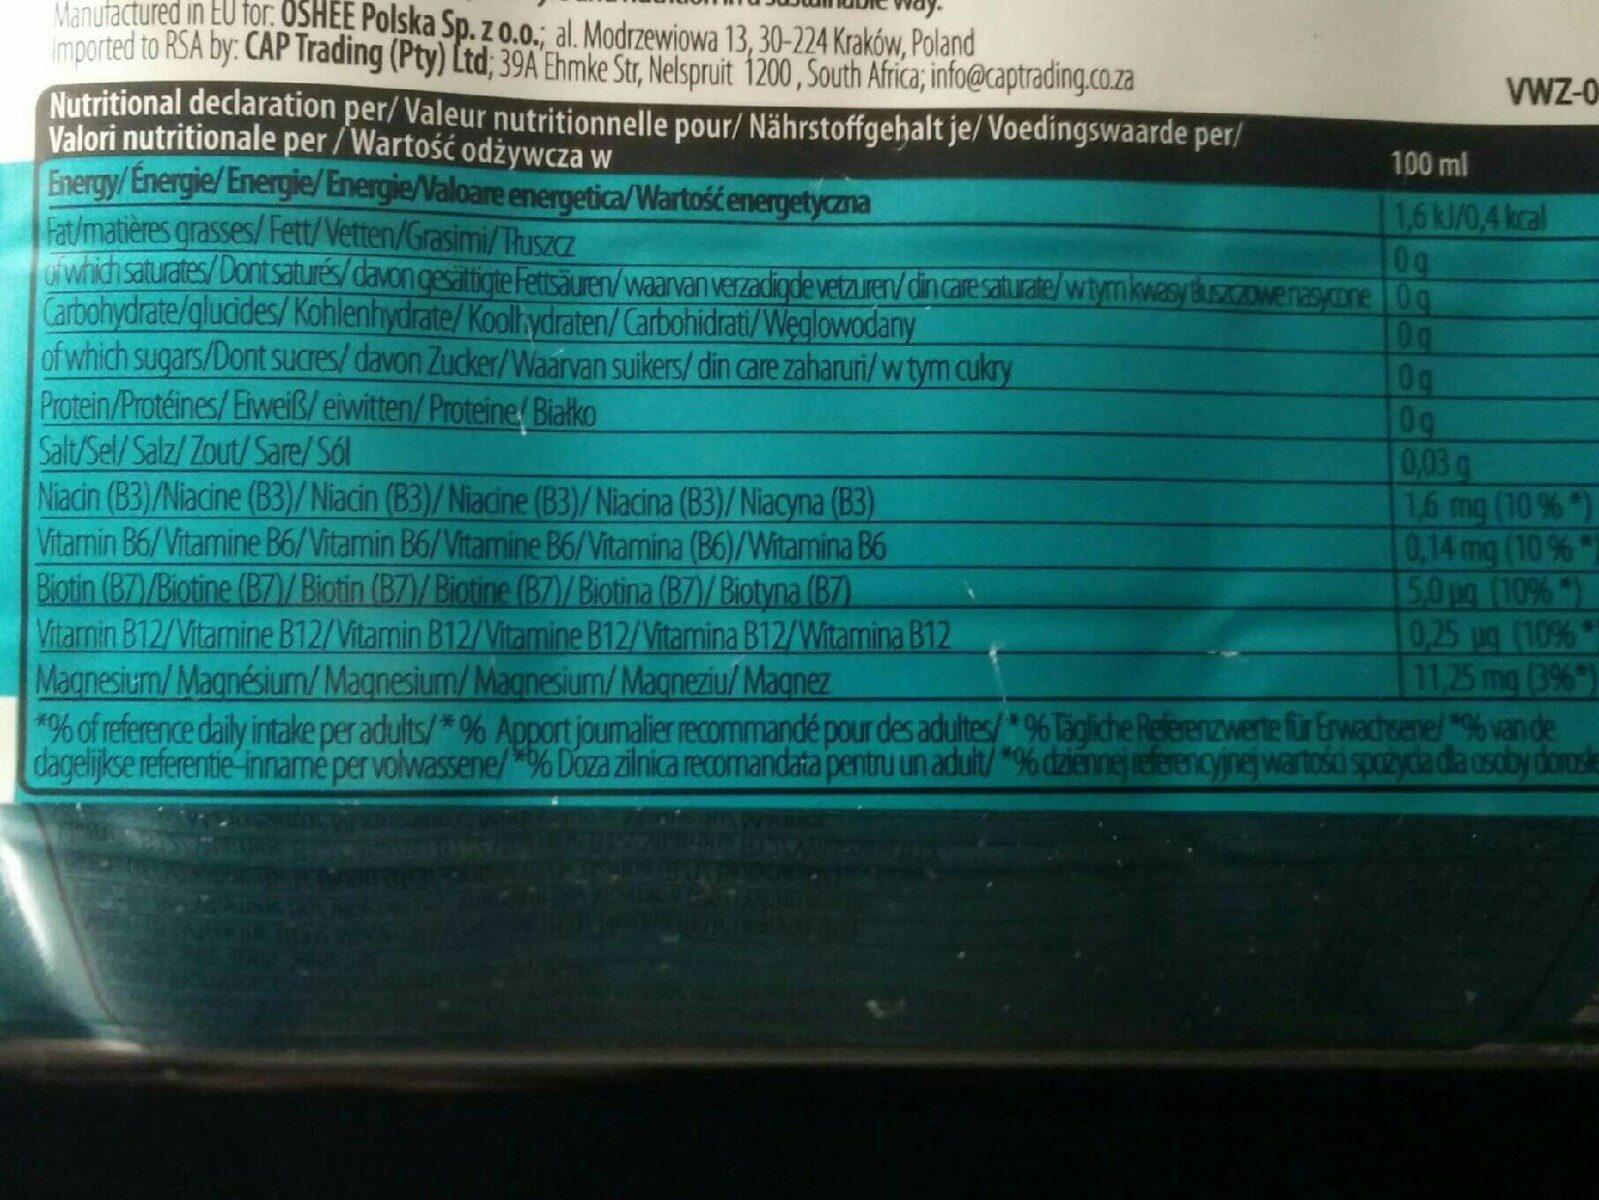 way.
Manufactured in EU for: OSHEE Polska Sp. z o.o.; al. Modrzewiowa 13, 30-224 Kraków, Poland
Imported to RSA by: CAP Trading (Pty) Ltd; 39A Ehmke Str, Nelspruit 1200, South Africa; info@captrading.co.za
VWZ-0
Nutritional declaration per/ Valeur nutritionnelle pour/ Nährstoffgehalt je/ Voedingswaarde per/
Valori nutritionale per / Wartość odżywcza w
100 ml
Energy/ Énergie/ Energie/ Energie/Valoare energetica/ Wartość energetyczna 1,6 kJ/0,4 kcal
Fat/matières grasses/ Fett/ Vetten/Grasimi/ Tłuszcz 0 g
of which saturates/ Dont saturés/ davon gesättigte Fettsäuren/ waarvan verzadigde vetzuren/ din care saturate/ w tym kwasy tłuszczowe nasycone 0 g
Carbohydrate/glucides/ Kohlenhydrate/ Koolhydraten/ Carbohidrati/ Węglowodany 0 g
of which sugars/Dont sucres/ davon Zucker/ Waarvan suikers/ din care zaharuri/ w tym cukry 0 g
Protein/Protéines/ Eiweiß/ eiwitten/ Proteine/ Białko 0 g
Salt/Sel/ Salz/ Zout/ Sare/ Sól 0,03 g
Niacin (B3)/Niacine (B3)/ Niacin (B3)/ Niacine (B3)/ Niacina (B3)/ Niacyna (B3) 1,6 mg (10 %*)
Vitamin B6/ Vitamine B6/ Vitamin B6/ Vitamine B6/ Vitamina (B6)/ Witamina B6 0,14 mg (10 %*)
Biotin (B7)/Biotine (B7)/ Biotin (B7)/ Biotine (B7)/ Biotina (B7)/ Biotyna (B7) 5,0 µg (10% *)
Vitamin B12/ Vitamine B12/ Vitamin B12/ Vitamine B12/ Vitamina B12/ Witamina B12 0,25 µg (10% *
Magnesium/ Magnésium/ Magnesium/ Magnesium/ Magneziu/ Magnez 11,25 mg (3%*)
*% of reference daily intake per adults/ * % Apport journalier recommandé pour des adultes/ * % Tägliche Referenzwerte für Erwachsene/ *% van de
dagelijkse referentie-inname per volwassene/ *% Doza zilnica recomandata pentru un adult/ *% dziennej referencyjnej wartości spożycia dla osoby dorosłe